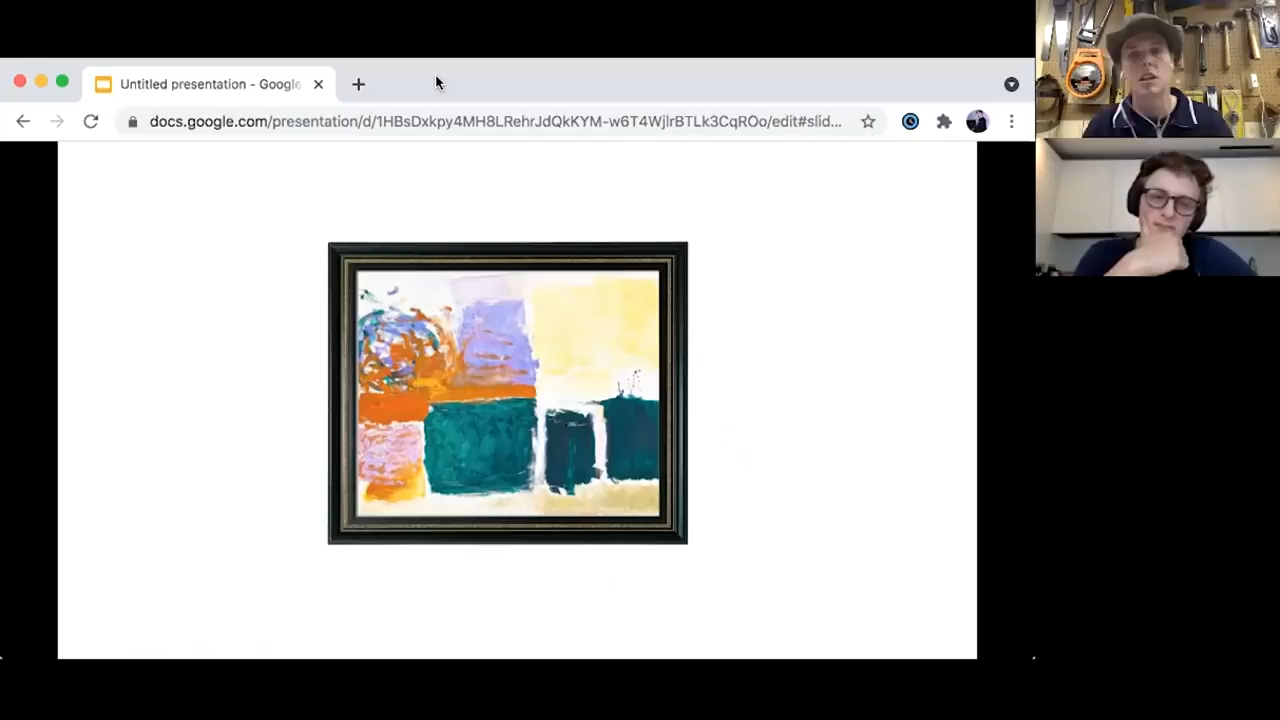 Untitled presentation - Google
docs.google.com/presentation/d/1HBsDxkpy4MH8LRehrJdQkKYM-w6T4WjlrBTLk3CqROo/edit#slid...